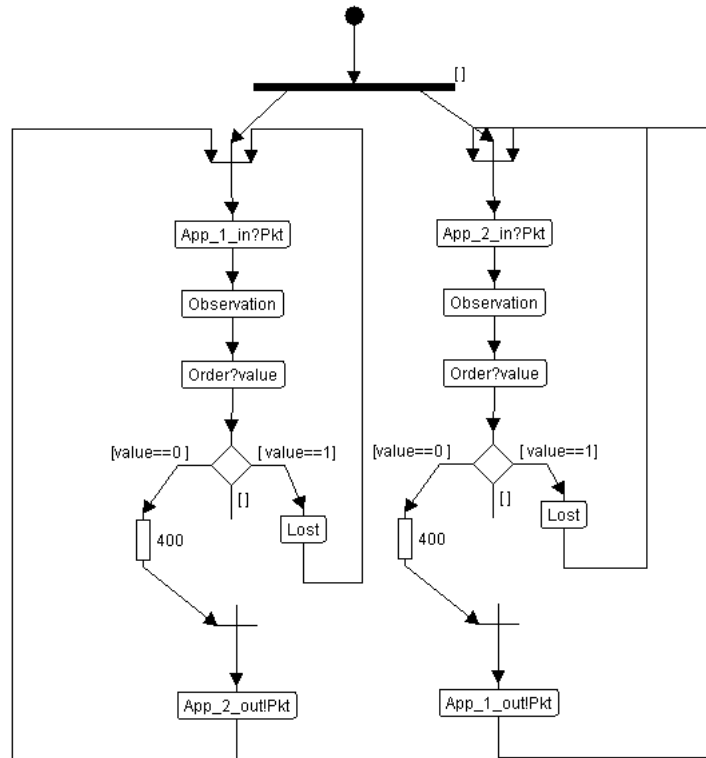 [ ]
App_1_in?Pkt
App_2_in?Pkt
Observation
Observation
Order?value
Order?value
[value==0 ]
[ value==1]
[value==0 ]
[ value==1]
[ ]
[ ]
Lost
Lost
400
400
App_2_out!Pkt
App_1_out!Pkt